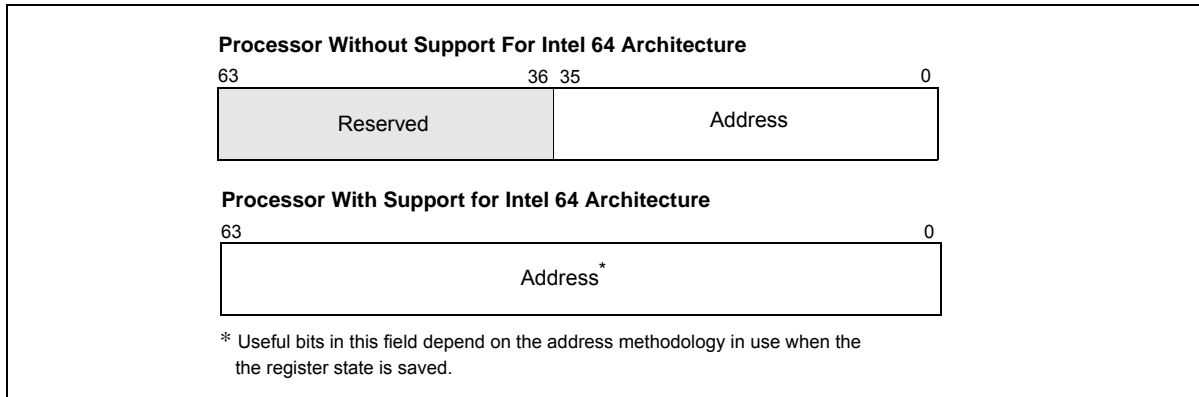 Processor Without Support For Intel 64 Architecture
63 36 35 0
Reserved Address
Processor With Support for Intel 64 Architecture
63 0
Address*
* Useful bits in this field depend on the address methodology in use when the
the register state is saved.